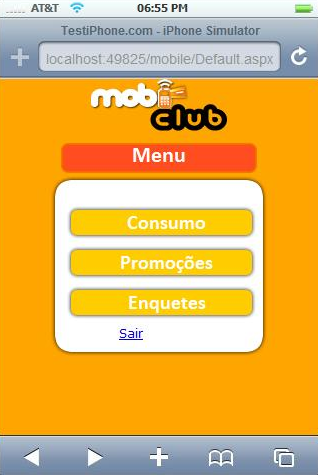 AT&T 06:55 PM
TestiPhone.com - iPhone Simulator
localhost:49825/mobile/Default.aspx
mobi
club
Menu
Consumo
Promoções
Enquetes
Sair